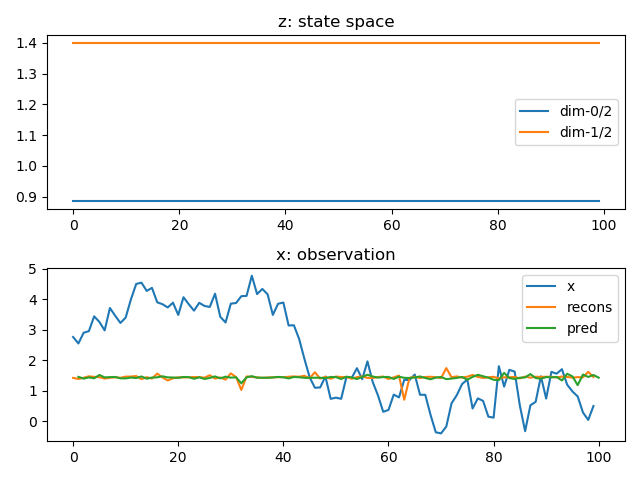 z: state space
1.4
1.3
1.2
1.1
1.0
0.9
dim-0/2
dim-1/2
0 20 40 60 80 100
x: observation
5
4
3
2
1
0
x
recons
pred
0 20 40 60 80 100